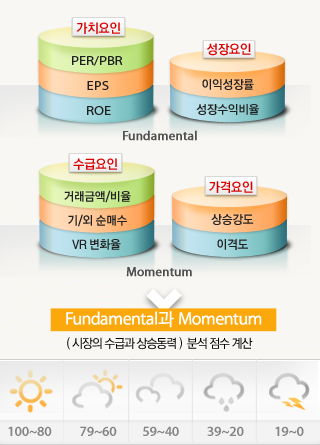 가치요인
PER/PBR
EPS
ROE
성장요인
이익성장률
성장수익비율
Fundamental
수급요인
거래금액/비율
기/외 순매수
VR 변화율
가격요인
상승강도
이격도
Momentum
Fundamental과 Momentum
( 시장의 수급과 상승동력 ) 분석 점수 계산
100~80
79~60
59~40
39~20
19~0